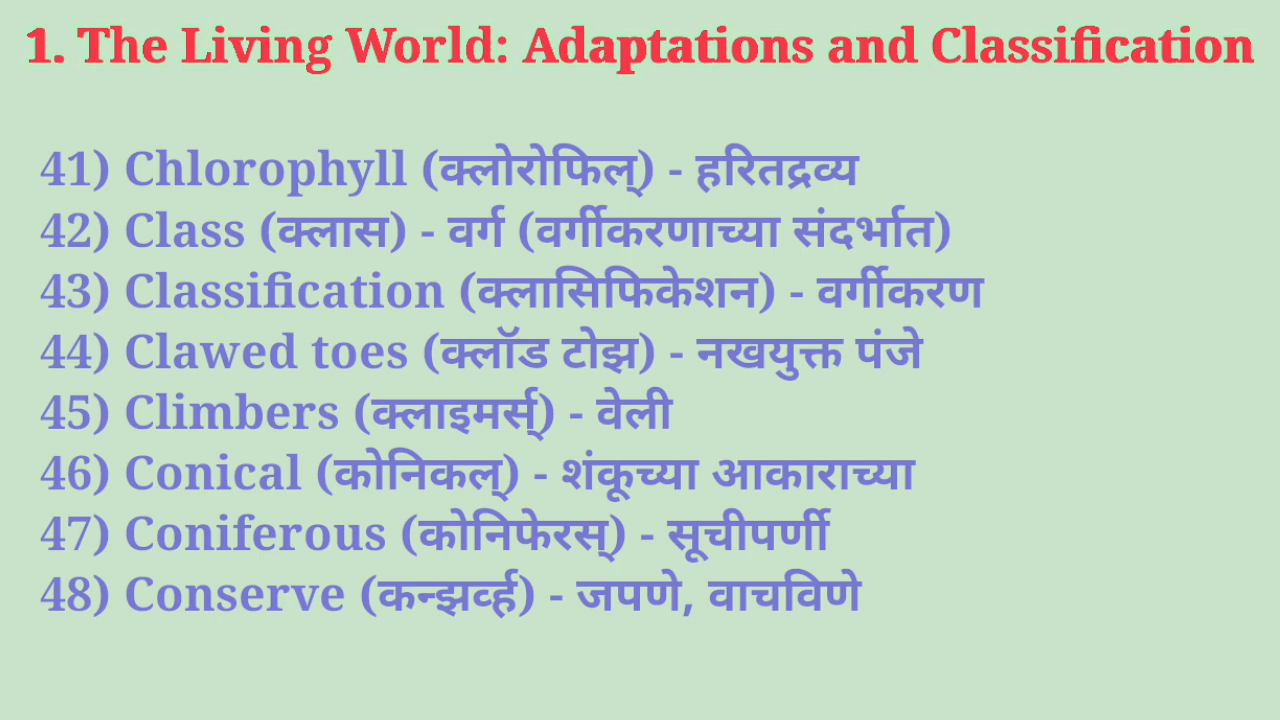 1. The Living World: Adaptations and Classification
41) Chlorophyll (क्लोरोफिल्) - हरितद्रव्य
42) Class (क्लास) - वर्ग (वर्गीकरणाच्या संदर्भात)
43) Classification (क्लासिफिकेशन) - वर्गीकरण
44) Clawed toes (क्लॉड टोझ) - नखयुक्त पंजे
45) Climbers (क्लाइमर्स्) - वेली
46) Conical (कोनिकल्) - शंकूच्या आकाराच्या
47) Coniferous (कोनिफेरस्) - सूचीपर्णी
48) Conserve (कन्झर्व्ह) - जपणे, वाचविणे